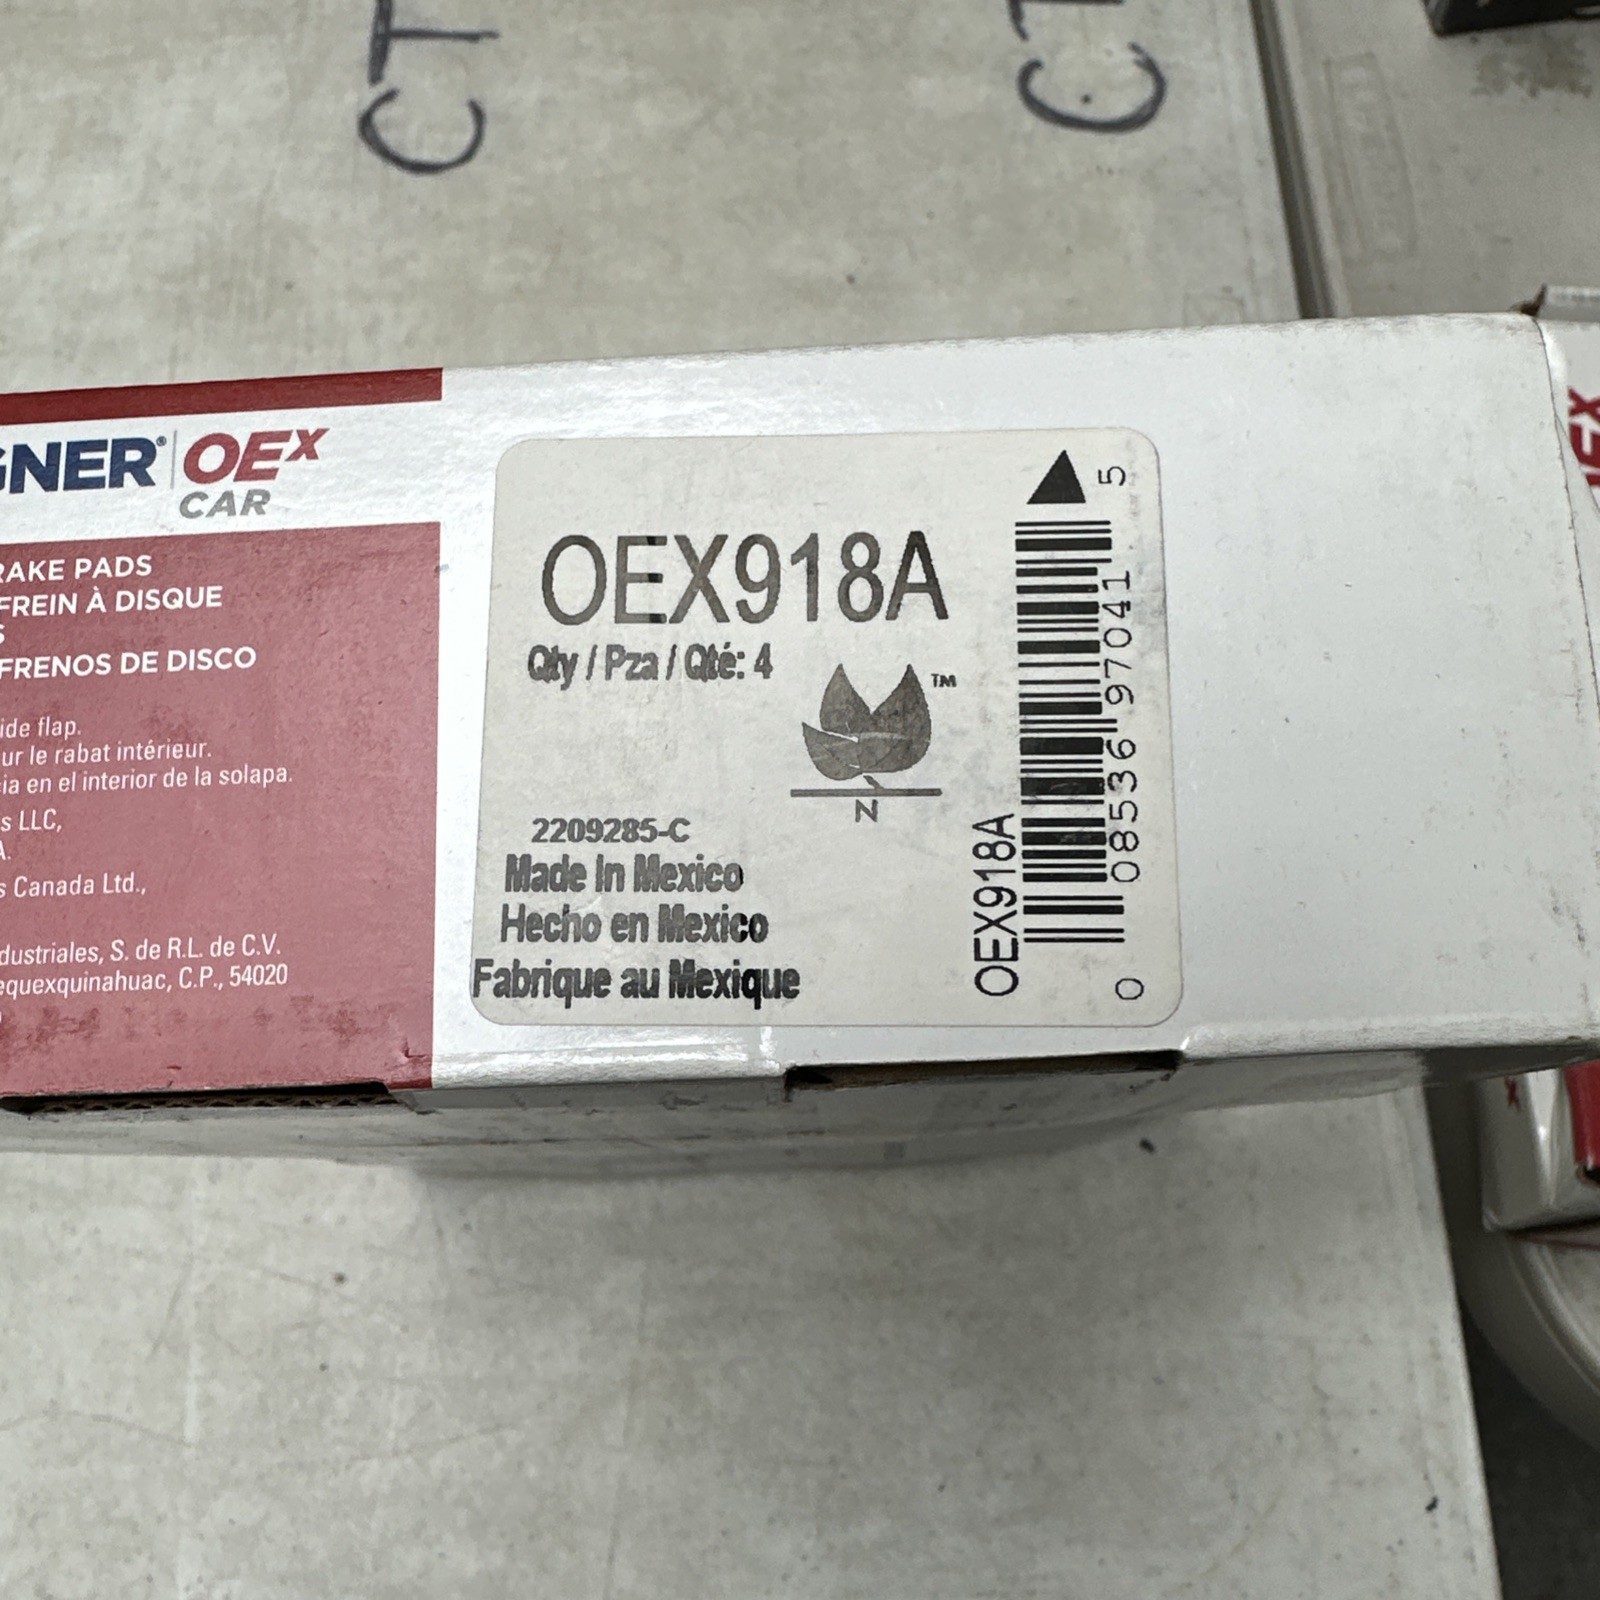 CT
CT
GNER® OEX
CAR
RAKE PADS
FREIN À DISQUE
S
FRENOS DE DISCO
ide flap.
ur le rabat intérieur.
cia en el interior de la solapa.
s LLC,
A.
s Canada Ltd.,
dustriales, S. de R.L. de C.V.
equexquinahuac, C.P., 54020
OEX918A
Qty / Pza / Qté: 4
TM
N
2209285-C
Made In Mexico
Hecho en Mexico
Fabrique au Mexique
OEX918A
0 08536 97041 5
EX